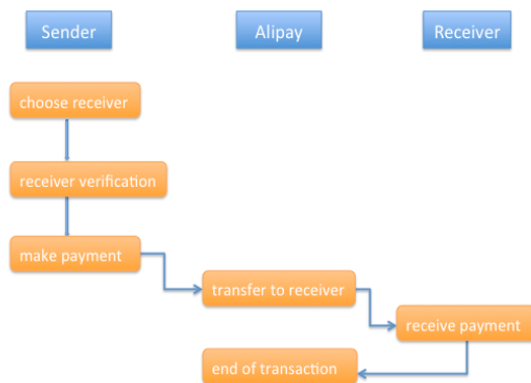 Sender
Alipay
Receiver
choose receiver
receiver verification
make payment
transfer to receiver
receive payment
end of transaction